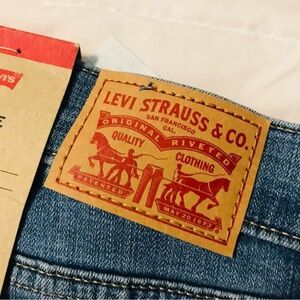 LEVI STRAUSS & CO.
SAN FRANCISCO
CAL.
ORIGINAL RIVETED
QUALITY CLOTHING
PATENTED
MAY 20 1873